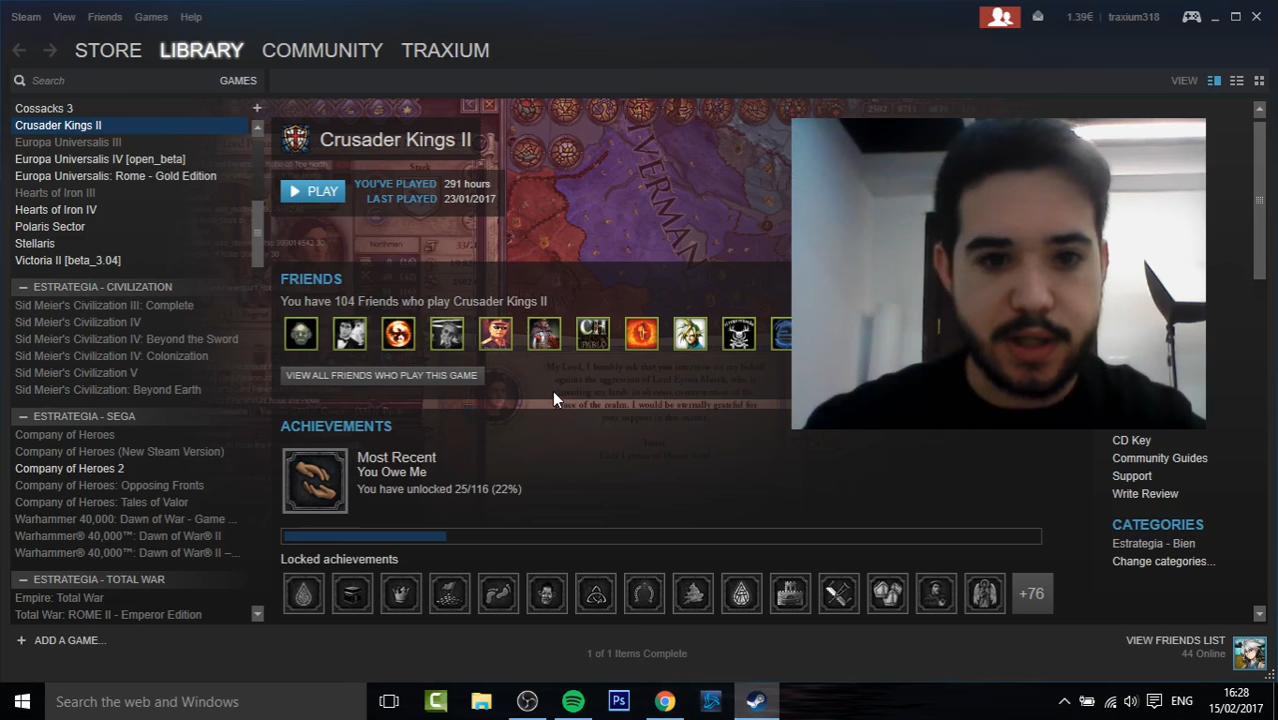 Steam View Friends Games Help
1.39€ traxium318
STORE LIBRARY COMMUNITY TRAXIUM
Search GAMES
VIEW
Cossacks 3
Crusader Kings II
Europa Universalis III
Europa Universalis IV [open_beta]
Europa Universalis: Rome - Gold Edition
Hearts of Iron III
Hearts of Iron IV
Polaris Sector
Stellaris
Victoria II [beta_3.04]
ESTRATEGIA - CIVILIZATION
Sid Meier's Civilization III: Complete
Sid Meier's Civilization IV
Sid Meier's Civilization IV: Beyond the Sword
Sid Meier's Civilization IV: Colonization
Sid Meier's Civilization V
Sid Meier's Civilization: Beyond Earth
ESTRATEGIA - SEGA
Company of Heroes
Company of Heroes (New Steam Version)
Company of Heroes 2
Company of Heroes: Opposing Fronts
Company of Heroes: Tales of Valor
Warhammer 40,000: Dawn of War - Game ...
Warhammer® 40,000™: Dawn of War® II
Warhammer® 40,000™: Dawn of War® II –...
ESTRATEGIA - TOTAL WAR
Empire: Total War
Total War: ROME II - Emperor Edition
Crusader Kings II
PLAY
YOU'VE PLAYED 291 hours
LAST PLAYED 23/01/2017
FRIENDS
You have 104 Friends who play Crusader Kings II
VIEW ALL FRIENDS WHO PLAY THIS GAME
ACHIEVEMENTS
Most Recent
You Owe Me
You have unlocked 25/116 (22%)
Locked achievements
+76
CD Key
Community Guides
Support
Write Review
CATEGORIES
Estrategia - Bien
Change categories...
ADD A GAME...
1 of 1 Items Complete
VIEW FRIENDS LIST
44 Online
Search the web and Windows
ENG
16:28
15/02/2017